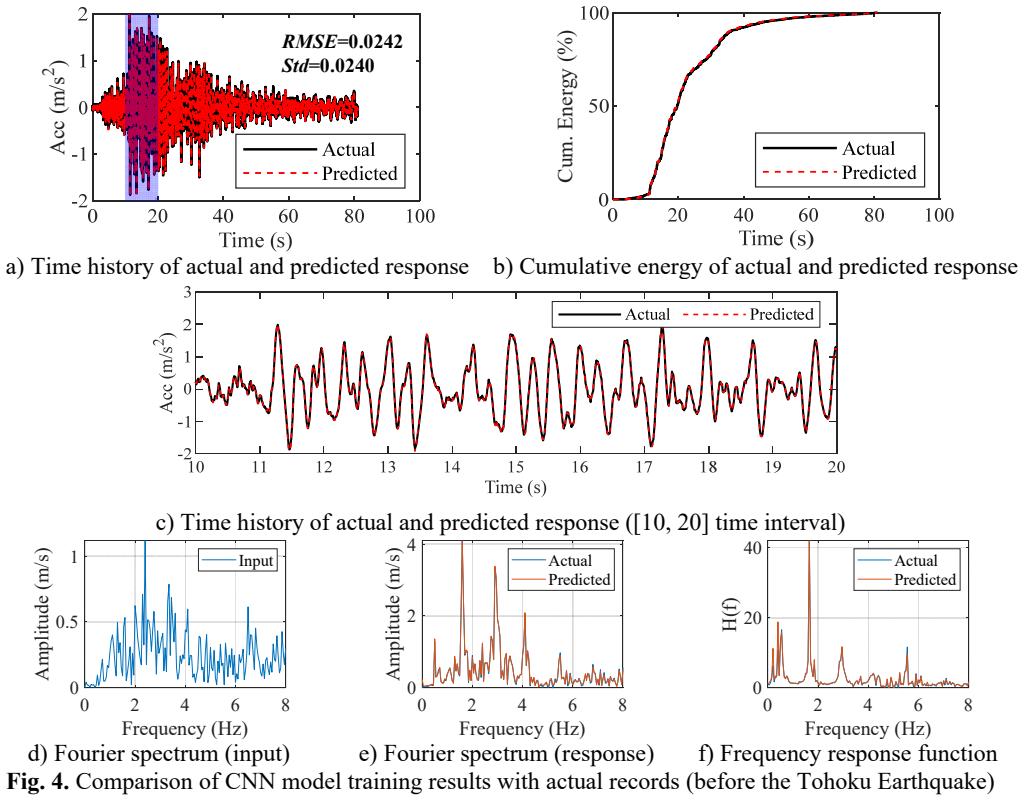 2
1
0
-1
-2
Acc (m/s²)
RMSE=0.0242
Std=0.0240
Actual
Predicted
0 20 40 60 80 100
Time (s)
100
50
0
Cum. Energy (%)
Actual
Predicted
0 20 40 60 80 100
Time (s)
a) Time history of actual and predicted response b) Cumulative energy of actual and predicted response
3
2
1
0
-1
-2
Acc (m/s²)
Actual Predicted
10 11 12 13 14 15 16 17 18 19 20
Time (s)
c) Time history of actual and predicted response ([10, 20] time interval)
1
0.5
0
Amplitude (m/s)
Input
0 2 4 6 8
Frequency (Hz)
4
2
0
Amplitude (m/s)
Actual
Predicted
0 2 4 6 8
Frequency (Hz)
40
20
0
H(f)
Actual
Predicted
0 2 4 6 8
Frequency (Hz)
d) Fourier spectrum (input) e) Fourier spectrum (response) f) Frequency response function
Fig. 4. Comparison of CNN model training results with actual records (before the Tohoku Earthquake)